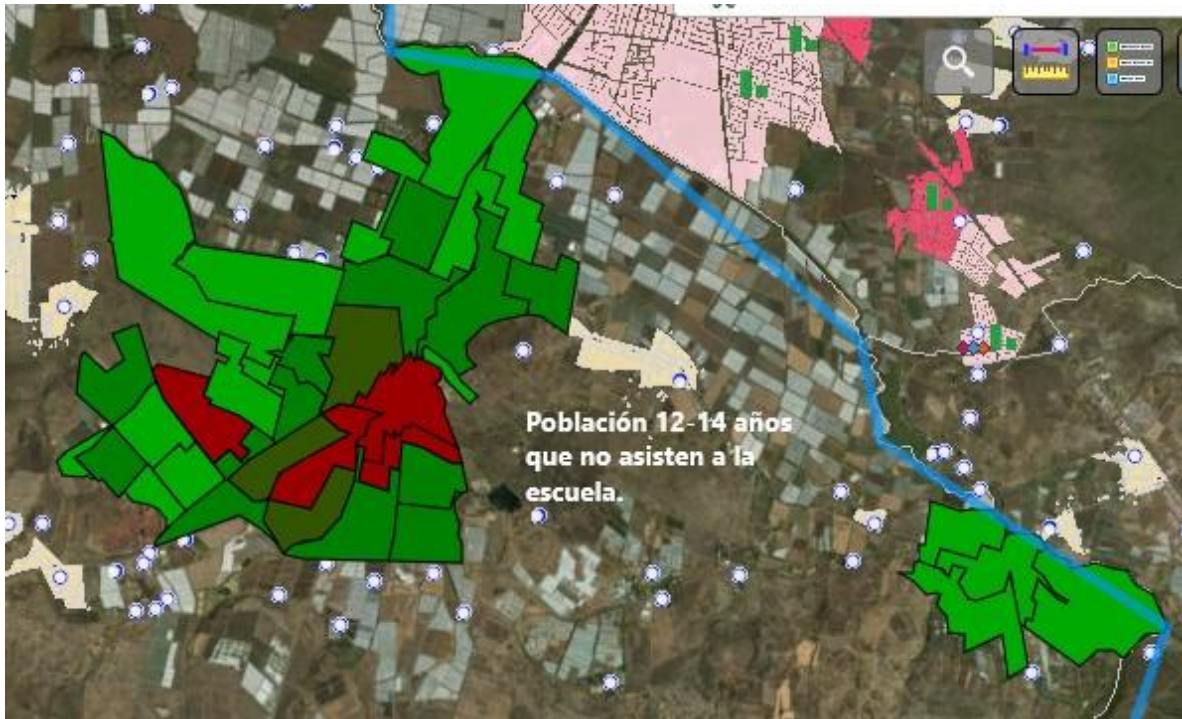 Población 12-14 años
que no asisten a la
escuela.